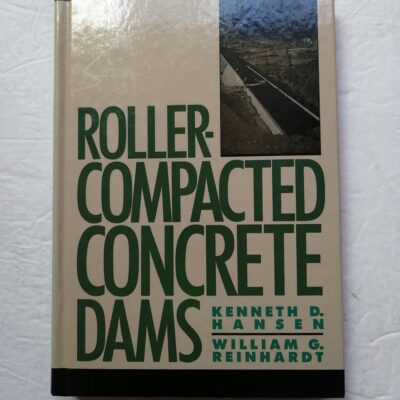 ROLLER-
COMPACTED
CONCRETE
DAMS
KENNETH D.
HANSEN
WILLIAM G.
REINHARDT